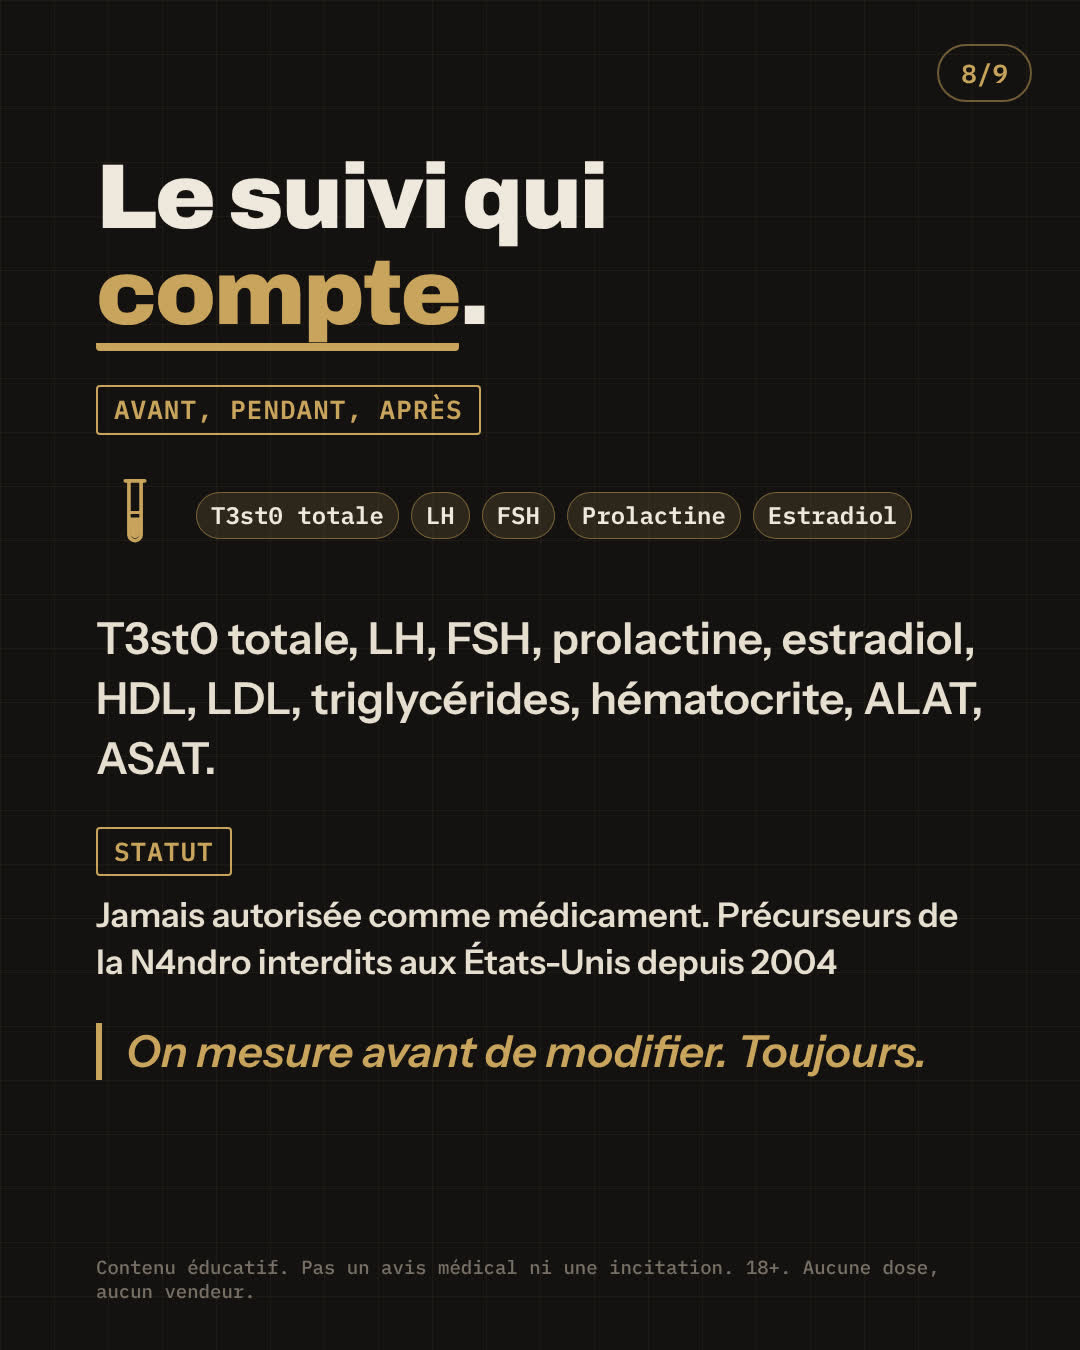 8/9
Le suivi qui
compte.
AVANT, PENDANT, APRÈS
T3st0 totale LH FSH Prolactine Estradiol
T3st0 totale, LH, FSH, prolactine, estradiol,
HDL, LDL, triglycérides, hématocrite, ALAT,
ASAT.
STATUT
Jamais autorisée comme médicament. Précurseurs de
la N4ndro interdits aux États-Unis depuis 2004
On mesure avant de modifier. Toujours.
Contenu éducatif. Pas un avis médical ni une incitation. 18+. Aucune dose,
aucun vendeur.